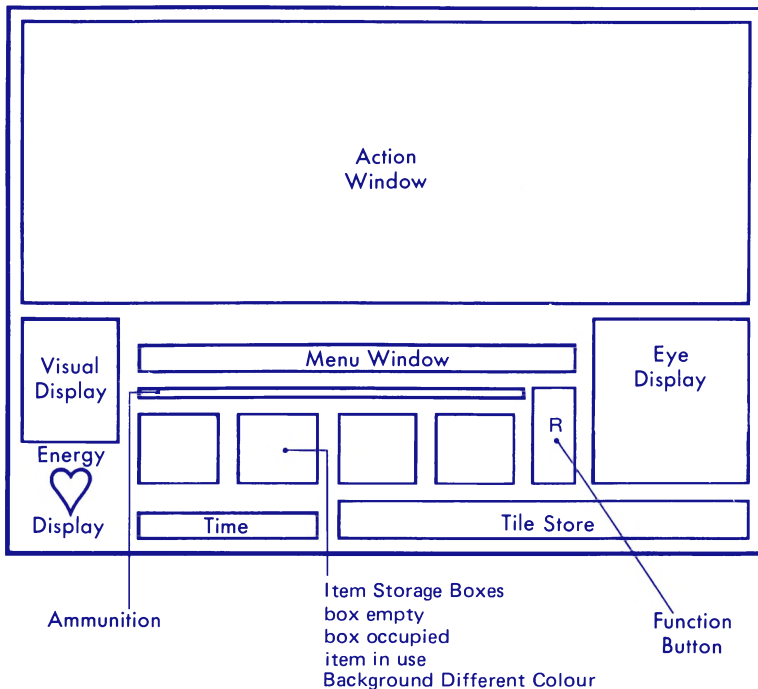 Action
Window
Visual
Display
Menu Window
Eye
Display
R
Energy
Display
Time
Tile Store
Ammunition
Item Storage Boxes
box empty
box occupied
item in use
Background Different Colour
Function
Button